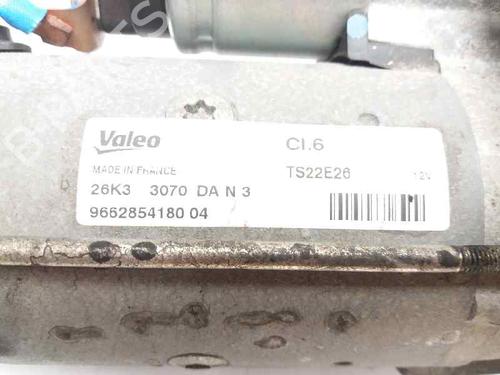 Valeo
CI.6
MADE IN FRANCE
TS22E26
12V
26K3 3070 DA N 3
9662854180 04